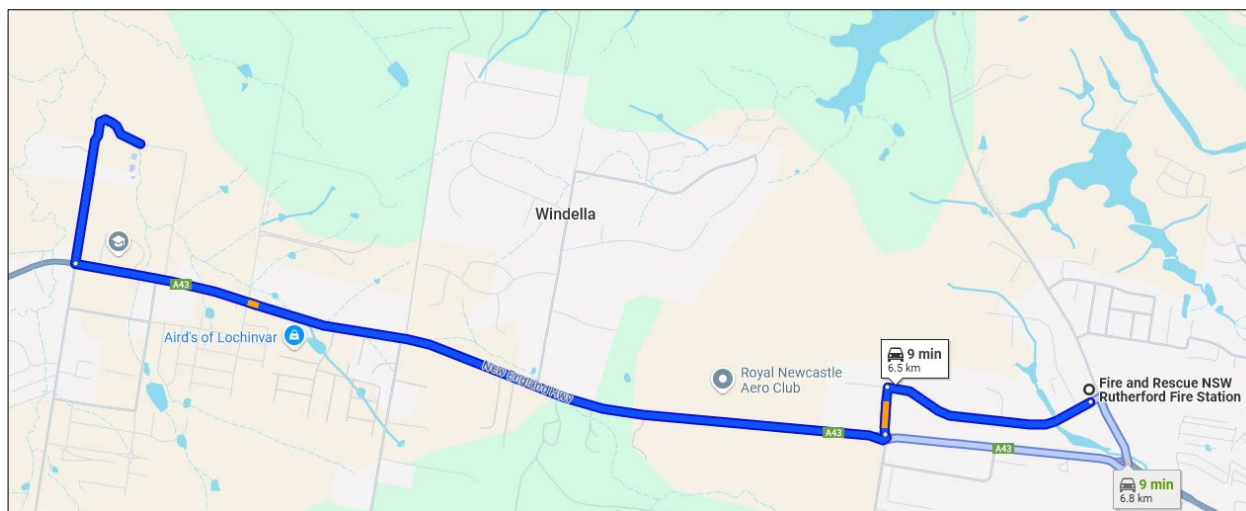 Windella
A43
Aird's of Lochinvar
New England Hwy
Royal Newcastle
Aero Club
9 min
6.5 km
Fire and Rescue NSW
Rutherford Fire Station
A43
A43
9 min
6.8 km